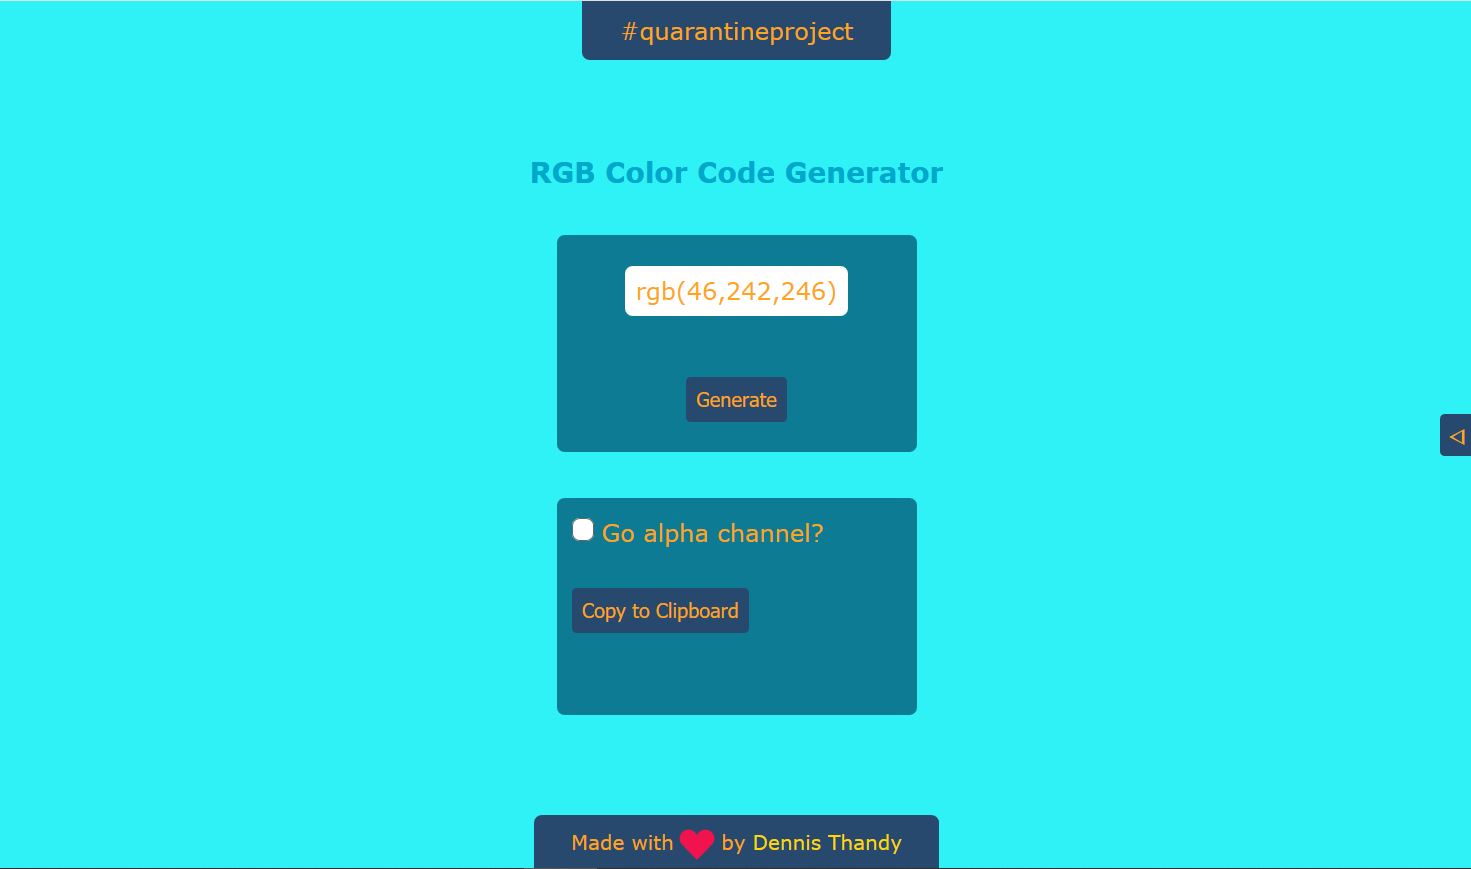 #quarantineproject
RGB Color Code Generator
rgb(46,242,246)
Generate
Go alpha channel?
Copy to Clipboard
Made with by Dennis Thandy